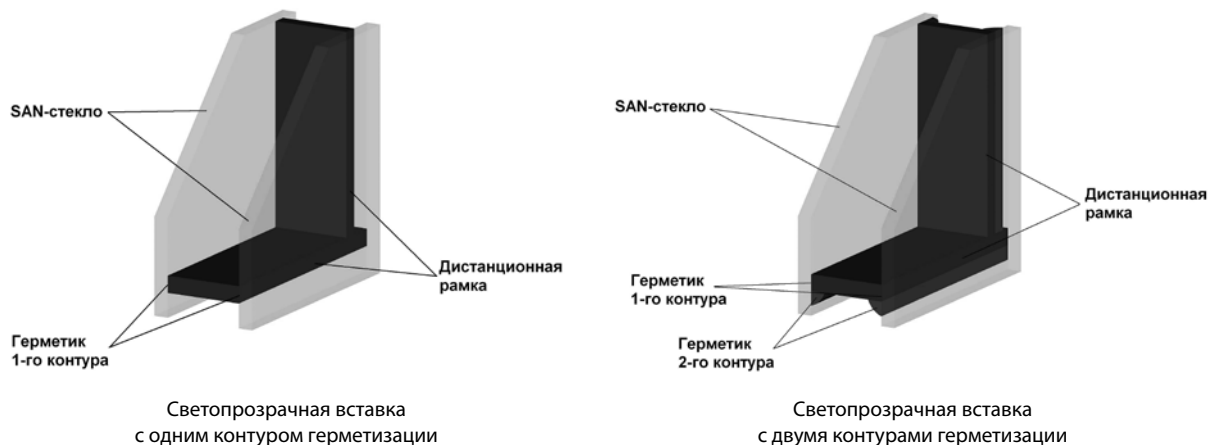 SAN-стекло
Дистанционная
рамка
Герметик
1-го контура
Светопрозрачная вставка
с одним контуром герметизации
SAN-стекло
Дистанционная
рамка
Герметик
1-го контура
Герметик
2-го контура
Светопрозрачная вставка
с двумя контурами герметизации